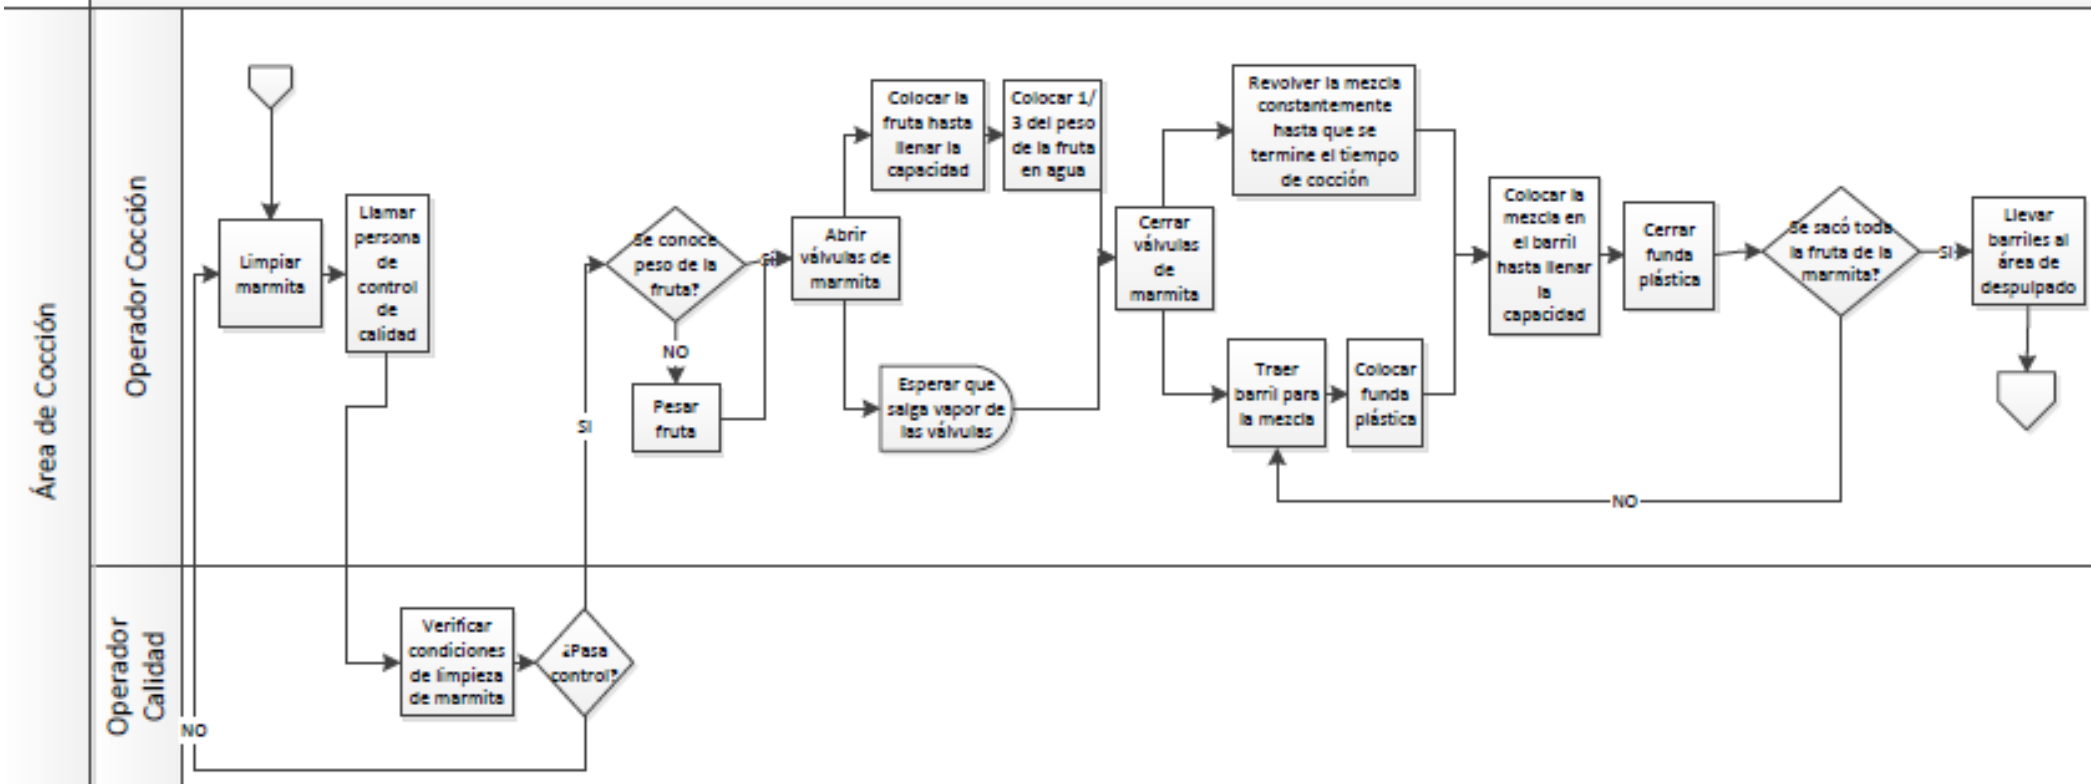 Área de Cocción
Operador Cocción
Limpiar
marmita
Llamar
persona
de
control
de
calidad
Se conoce
peso de la
fruta?
SI
NO
Pesar
fruta
Abrir
válvulas de
marmita
Colocar la
fruta hasta
llenar la
capacidad
Colocar 1/
3 del peso
de la fruta
en agua
Esperar que
salga vapor de
las válvulas
Cerrar
válvulas
de
marmita
Revolver la mezcla
constantemente
hasta que se
termine el tiempo
de cocción
Traer
barril para
la mezcla
Colocar
funda
plástica
Colocar la
mezcla en
el barril
hasta llenar
la
capacidad
Cerrar
funda
plástica
Se sacó toda
la fruta de la
marmita?
SI
NO
Llevar
barriles al
área de
despulpado
Operador
Calidad
Verificar
condiciones
de limpieza
de marmita
¿Pasa
control?
SI
NO